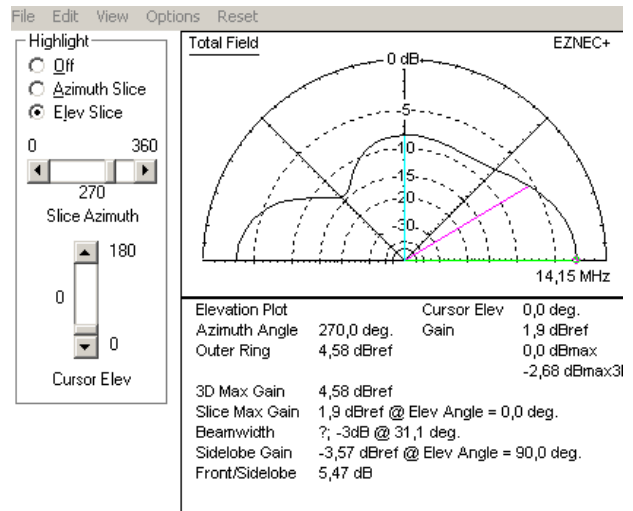 File Edit View Options Reset
Highlight
Off
Azimuth Slice
Elev Slice
0 360
270
Slice Azimuth
180
0
0
Cursor Elev
Total Field EZNEC+
0 dB
-5
-10
-15
-20
-30
14,15 MHz
Elevation Plot Cursor Elev 0,0 deg.
Azimuth Angle 270,0 deg. Gain 1,9 dBref
Outer Ring 4,58 dBref 0,0 dBmax
-2,68 dBmax3
3D Max Gain 4,58 dBref
Slice Max Gain 1,9 dBref @ Elev Angle = 0,0 deg.
Beamwidth ?; -3dB @ 31,1 deg.
Sidelobe Gain -3,57 dBref @ Elev Angle = 90,0 deg.
Front/Sidelobe 5,47 dB